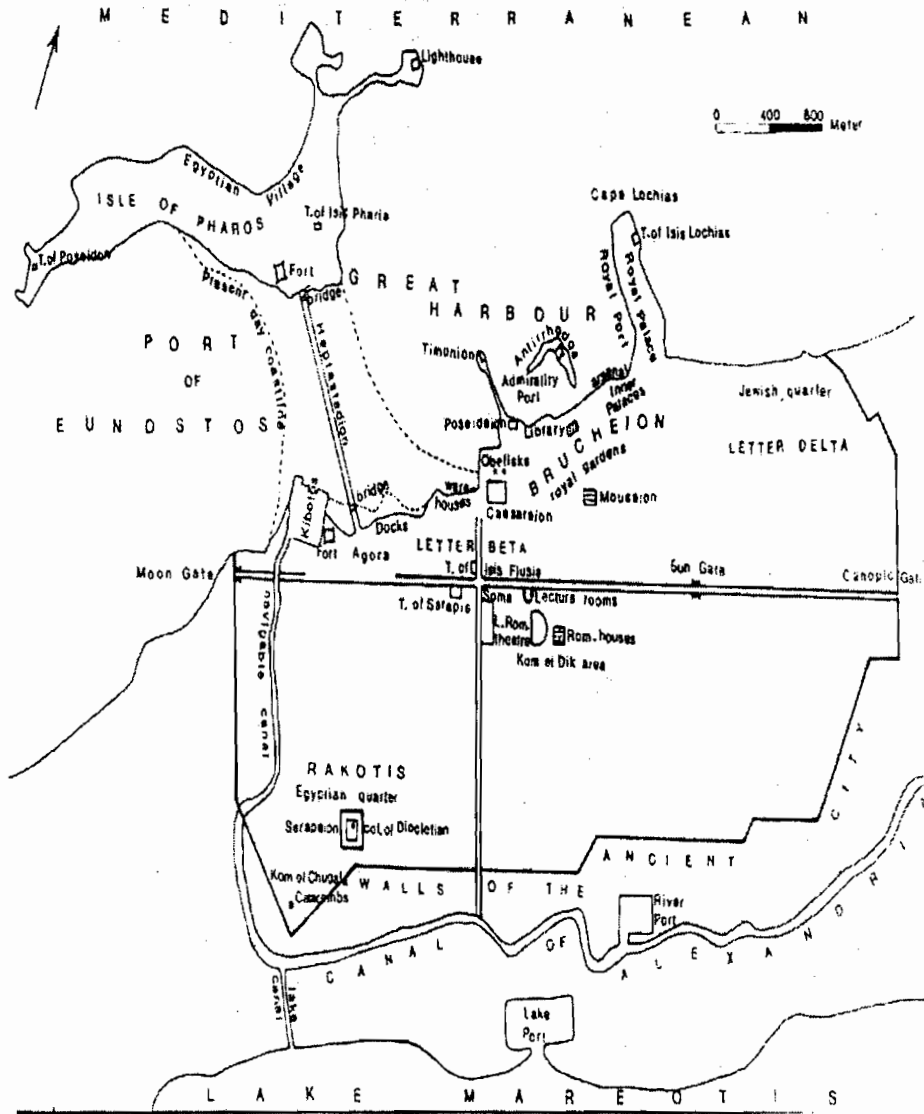 MEDITERRANEAN
Lighthouse
0 400 800 Meter
Egyptian Village
ISLE OF PHAROS
T.of Isis Pharia
Cape Lochias
T.of Isis Lochias
T.of Poseidon
Fort
Royal Port
Royal Palace
bridge
GREAT
HARBOUR
present day coastline
Heptastadion
PORT
OF
EUNOSTOS
Timonion
Antirrhodos
Admiralty
Port
arsenal
Inner
Palaces
Jewish quarter
Poseideion
Library
BRUCHEION
royal gardens
LETTER DELTA
Obelisks
ware
houses
Caesareion
Mouseion
Kibotos
bridge
Docks
Fort
Agora
LETTER BETA
Moon Gate
T. of Isis Plusia
Sun Gate
Canopic Gate
T. of Serapis
Soma
Lecture rooms
L.Rom.
theatre
Rom. houses
Kom el Dik area
navigable canal
RAKOTIS
Egyptian quarter
Serapeion
col. of Diocletian
Catacombs
WALLS OF THE ANCIENT CITY
River
Port
CANAL OF ALEXANDRIA
lake
canal
Lake
Port
LAKE MAREOTIS